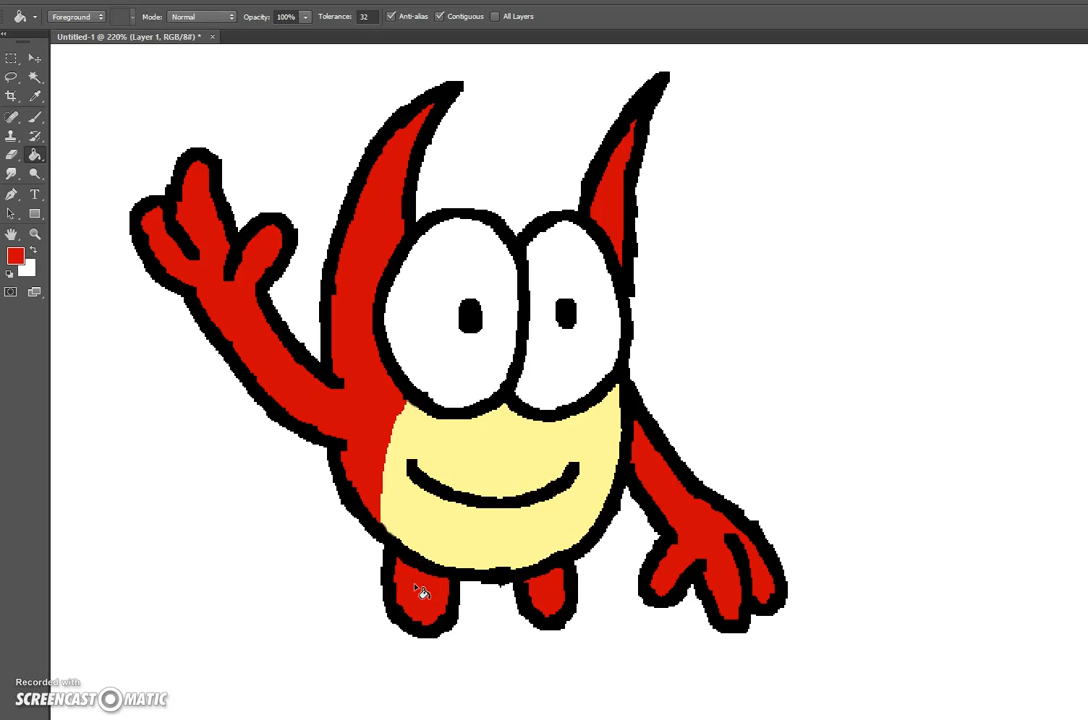 Foreground Mode: Normal Opacity: 100% Tolerance: 32 Anti-alias Contiguous All Layers
Untitled-1 @ 220% (Layer 1, RGB/8#) * ×
T
Recorded with
SCREENCAST-O-MATIC